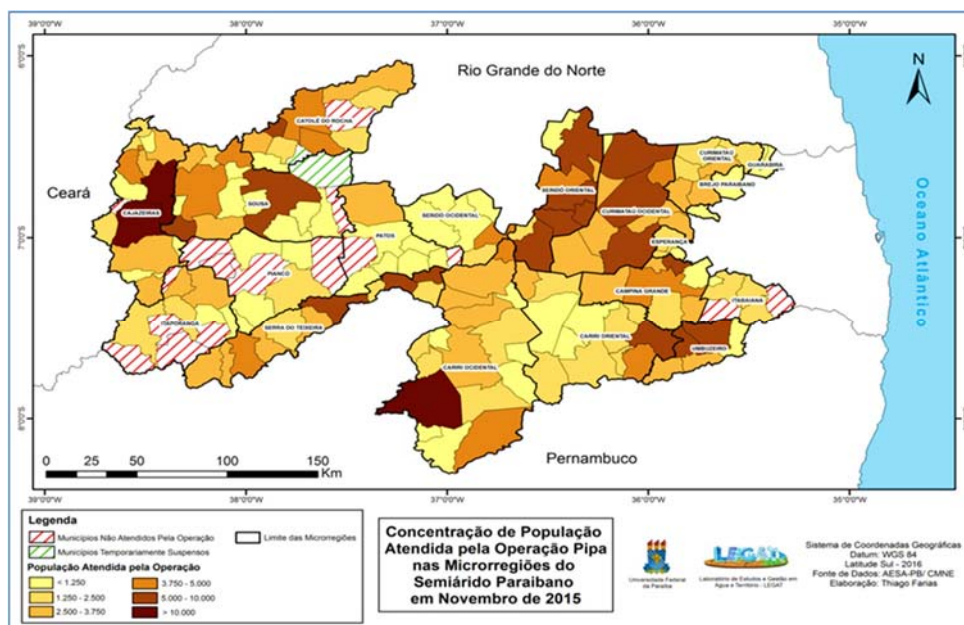 39°0'0"W
38°0'0"W
37°0'0"W
36°0'0"W
35°0'0"W
6°0'0"S
7°0'0"S
8°0'0"S
Rio Grande do Norte
N
Ceará
Oceano Atlântico
Pernambuco
CATOLÉ DO ROCHA
CURIMATAÚ
ORIENTAL
GUARABIRA
BREJO PARAIBANO
SERIDÓ ORIENTAL
CAJAZEIRAS
SOUSA
SERIDÓ OCIDENTAL
CURIMATAÚ OCIDENTAL
PATOS
ESPERANÇA
PIANCÓ
CAMPINA GRANDE
ITABAIANA
ITAPORANGA
SERRA DO TEIXEIRA
CARIRI ORIENTAL
UMBUZEIRO
CARIRI OCIDENTAL
0 25 50 100 150
Km
39°0'0"W
38°0'0"W
37°0'0"W
36°0'0"W
35°0'0"W
Legenda
Municípios Não Atendidos Pela Operação
Limite das Microrregiões
Municípios Temporariamente Suspensos
População Atendida pela Operação
< 1.250
3.750 - 5.000
1.250 - 2.500
5.000 - 10.000
2.500 - 3.750
> 10.000
Concentração de População
Atendida pela Operação Pipa
nas Microrregiões do
Semiárido Paraibano
em Novembro de 2015
Universidade Federal
da Paraíba
LEGAT
Laboratório de Estudos e Gestão em
Água e Território - LEGAT
Sistema de Coordenadas Geográficas
Datum: WGS 84
Latitude Sul - 2016
Fonte de Dados: AESA-PB/ CMNE
Elaboração: Thiago Farias